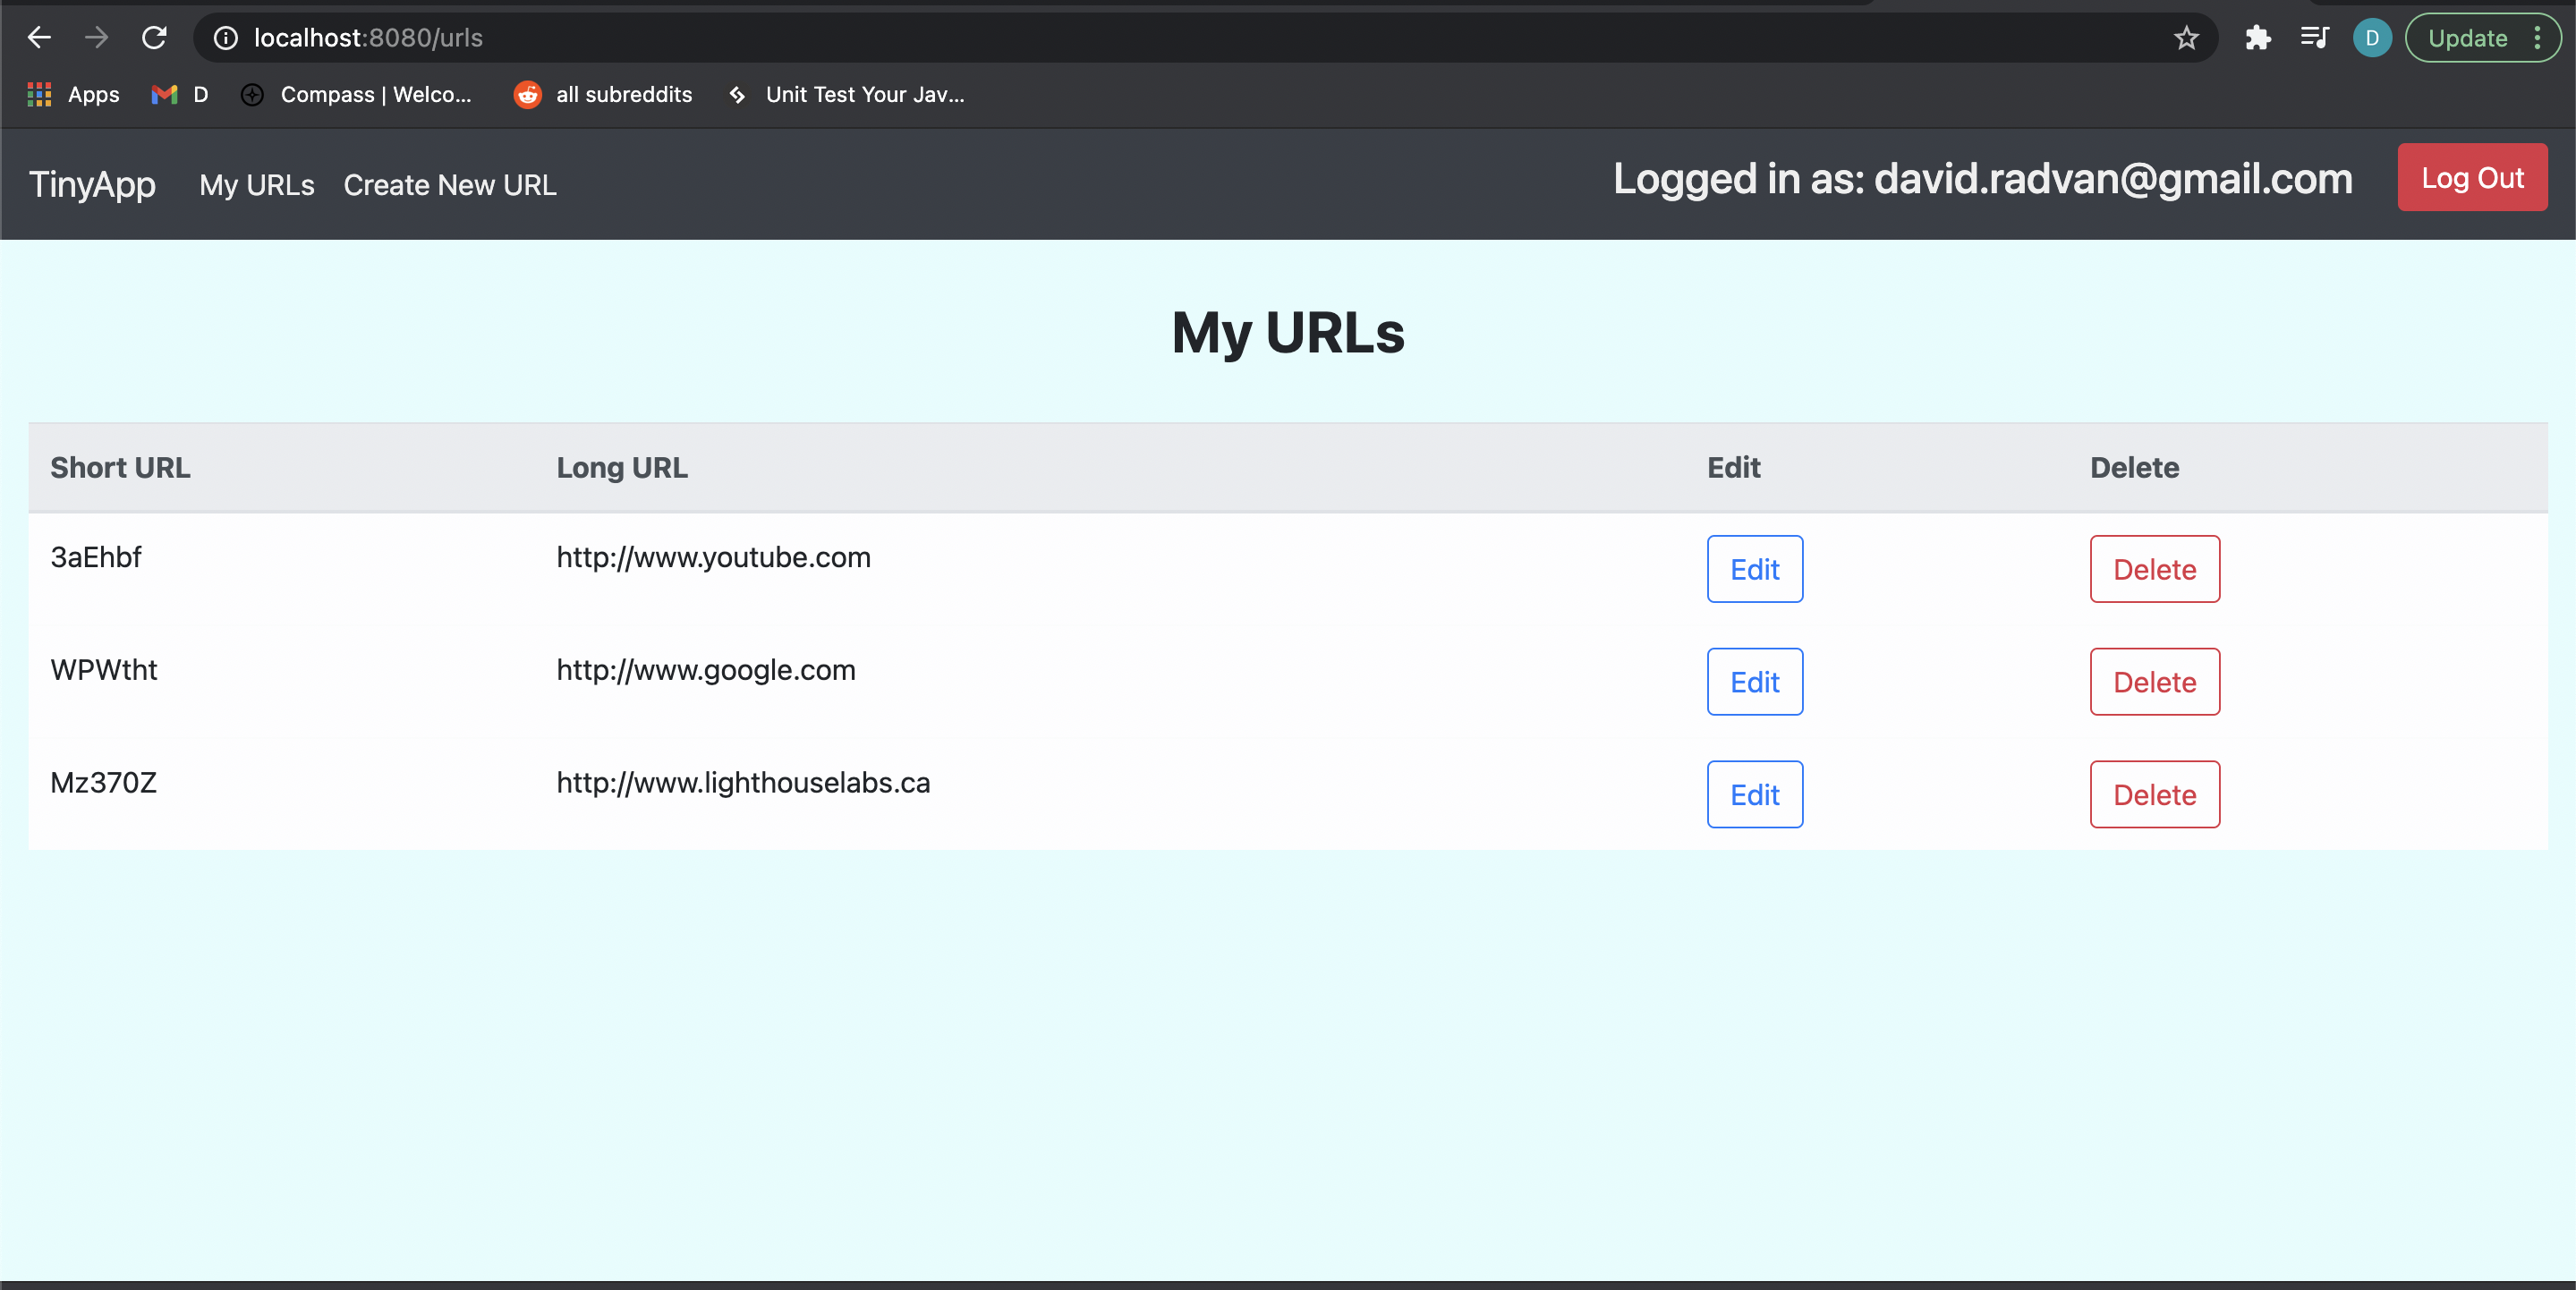 localhost:8080/urls
D
Update
Apps
D
Compass | Welco...
all subreddits
Unit Test Your Jav...
TinyApp
My URLs
Create New URL
Logged in as: david.radvan@gmail.com
Log Out
My URLs
Short URL Long URL Edit Delete
3aEhbf http://www.youtube.com Edit Delete
WPWtht http://www.google.com Edit Delete
Mz370Z http://www.lighthouselabs.ca Edit Delete